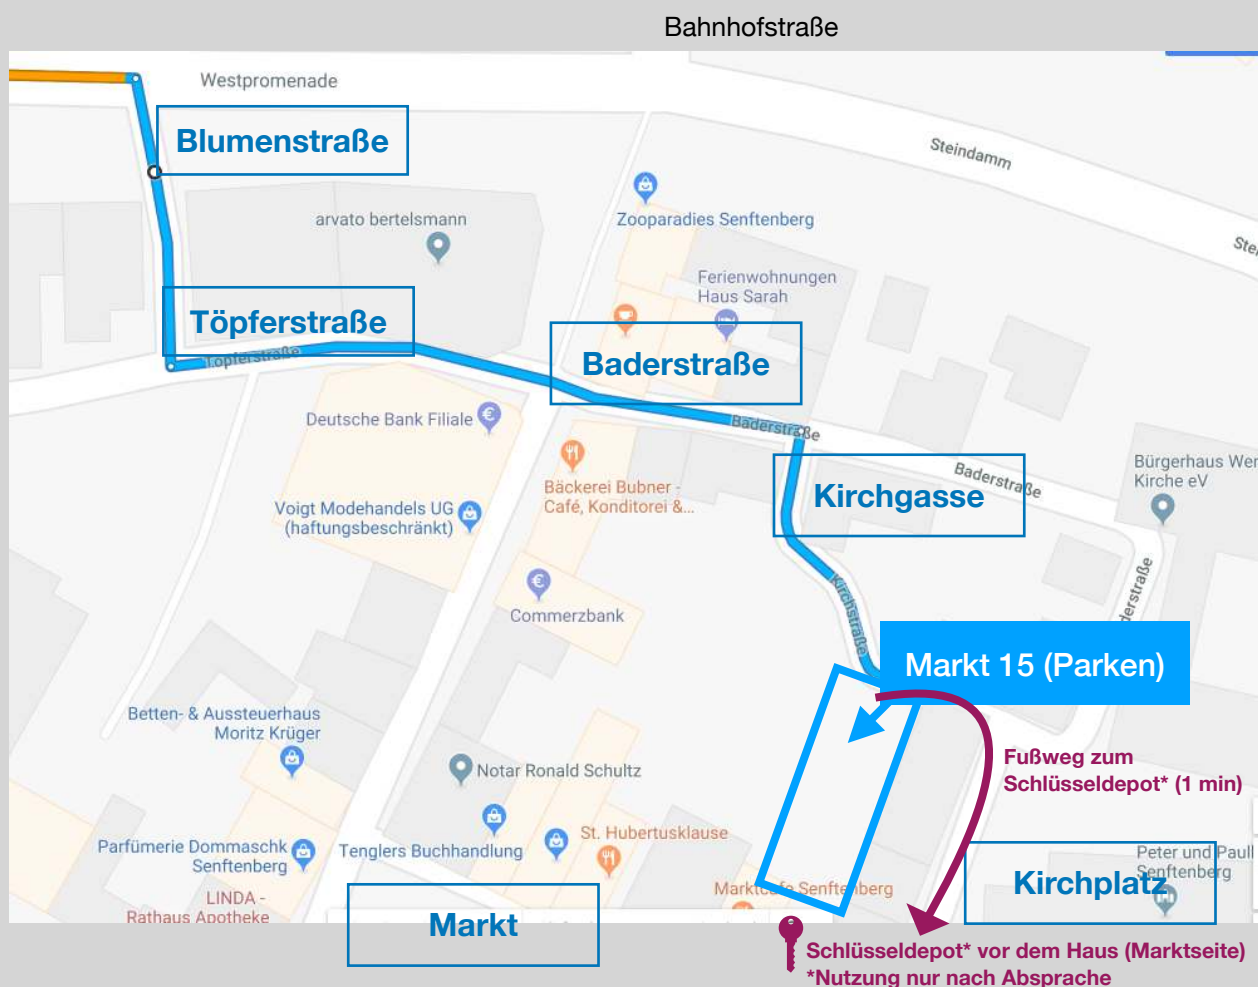 Bahnhofstraße
Westpromenade
Blumenstraße
Steindamm
arvato bertelsmann
Zooparadies Senftenberg
Ferienwohnungen
Haus Sarah
Töpferstraße
Töpferstraße
Baderstraße
Deutsche Bank Filiale
Baderstraße
Baderstraße
Kirchgasse
Bürgerhaus
Kirche eV
Bäckerei Bubner -
Café, Konditorei &...
Voigt Modehandels UG
(haftungsbeschränkt)
Commerzbank
Kirchstraße
Markt 15 (Parken)
Betten- & Aussteuerhaus
Moritz Krüger
Notar Ronald Schultz
Fußweg zum
Schlüsseldepot* (1 min)
St. Hubertusklause
Tenglers Buchhandlung
Parfümerie Dommaschk
Senftenberg
Marktcafe Senftenberg
Peter und Paull
Senftenberg
Kirchplatz
LINDA -
Rathaus Apotheke
Markt
Schlüsseldepot* vor dem Haus (Marktseite)
*Nutzung nur nach Absprache